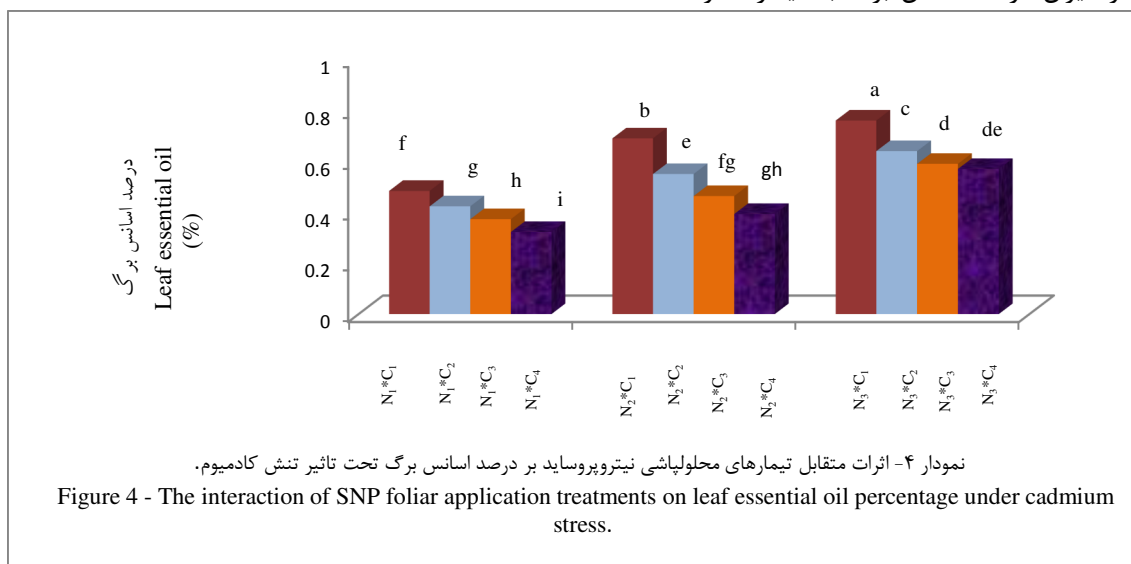 1
0.8
0.6
0.4
0.2
0
درصد اسانس برگ
Leaf essential oil
(%)
f
g
h
i
b
e
fg
gh
a
c
d
de
N₁*C₁
N₁*C₂
N₁*C₃
N₁*C₄
N₂*C₁
N₂*C₂
N₂*C₃
N₂*C₄
N₃*C₁
N₃*C₂
N₃*C₃
N₃*C₄
نمودار ۴- اثرات متقابل تیمارهای محلولپاشی نیتروپروساید بر درصد اسانس برگ تحت تاثیر تنش کادمیوم.
Figure 4 - The interaction of SNP foliar application treatments on leaf essential oil percentage under cadmium
stress.